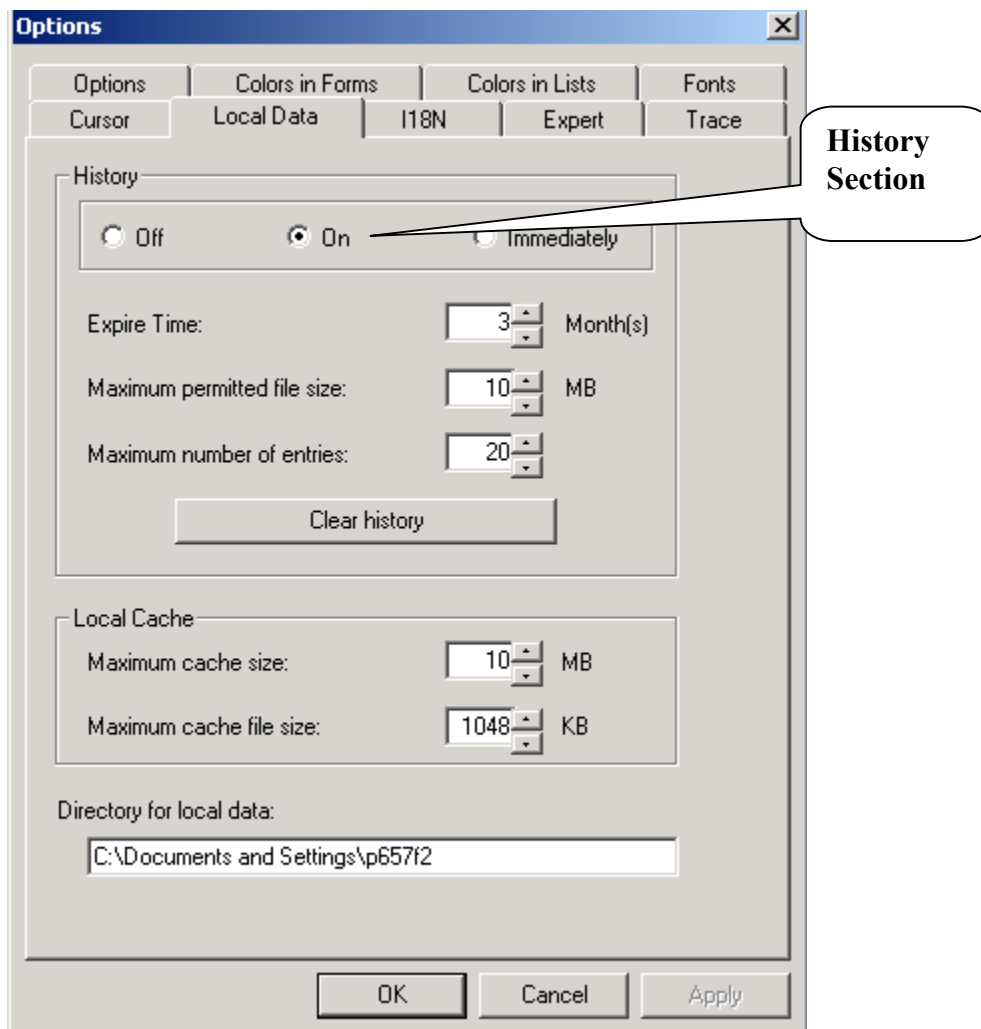 Options
Options Colors in Forms Colors in Lists Fonts
Cursor Local Data I18N Expert Trace
History
Section
History
Off On Immediately
Expire Time: 3 Month(s)
Maximum permitted file size: 10 MB
Maximum number of entries: 20
Clear history
Local Cache
Maximum cache size: 10 MB
Maximum cache file size: 1048 KB
Directory for local data:
C:\Documents and Settings\p657f2
OK Cancel Apply